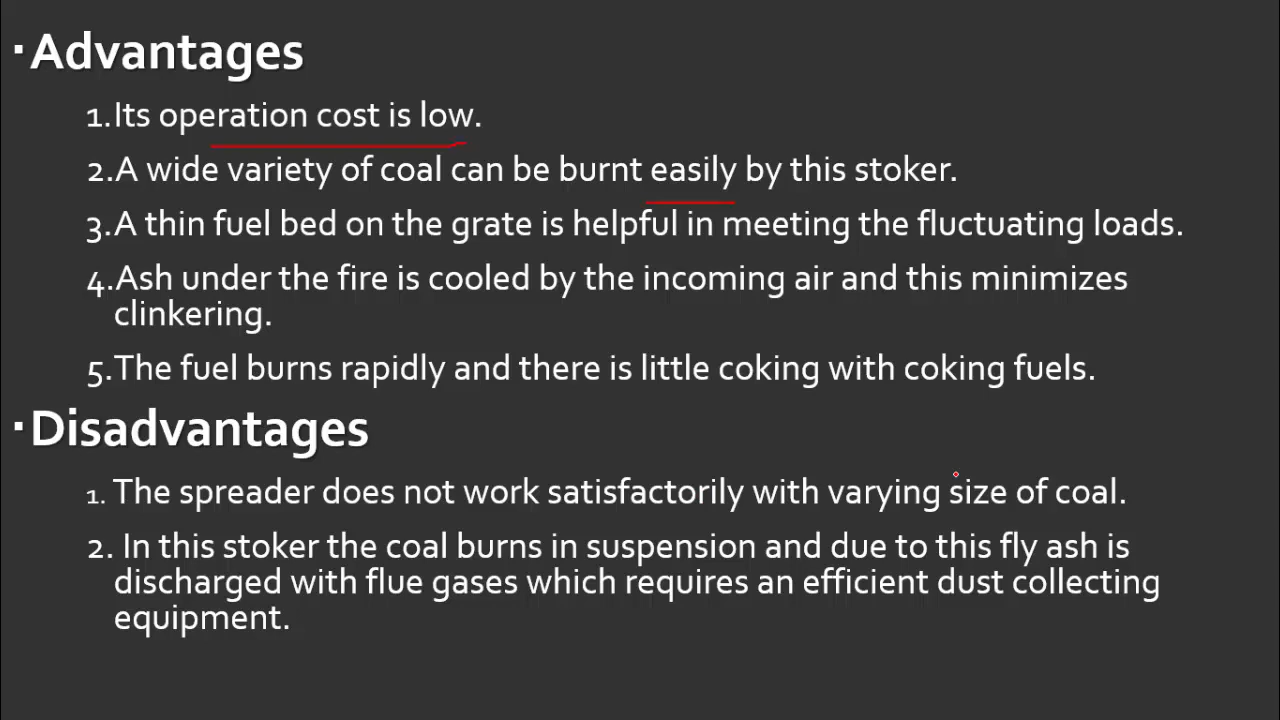 ▪Advantages
1.Its operation cost is low.
2.A wide variety of coal can be burnt easily by this stoker.
3.A thin fuel bed on the grate is helpful in meeting the fluctuating loads.
4.Ash under the fire is cooled by the incoming air and this minimizes
clinkering.
5.The fuel burns rapidly and there is little coking with coking fuels.
▪Disadvantages
1. The spreader does not work satisfactorily with varying size of coal.
2. In this stoker the coal burns in suspension and due to this fly ash is
discharged with flue gases which requires an efficient dust collecting
equipment.